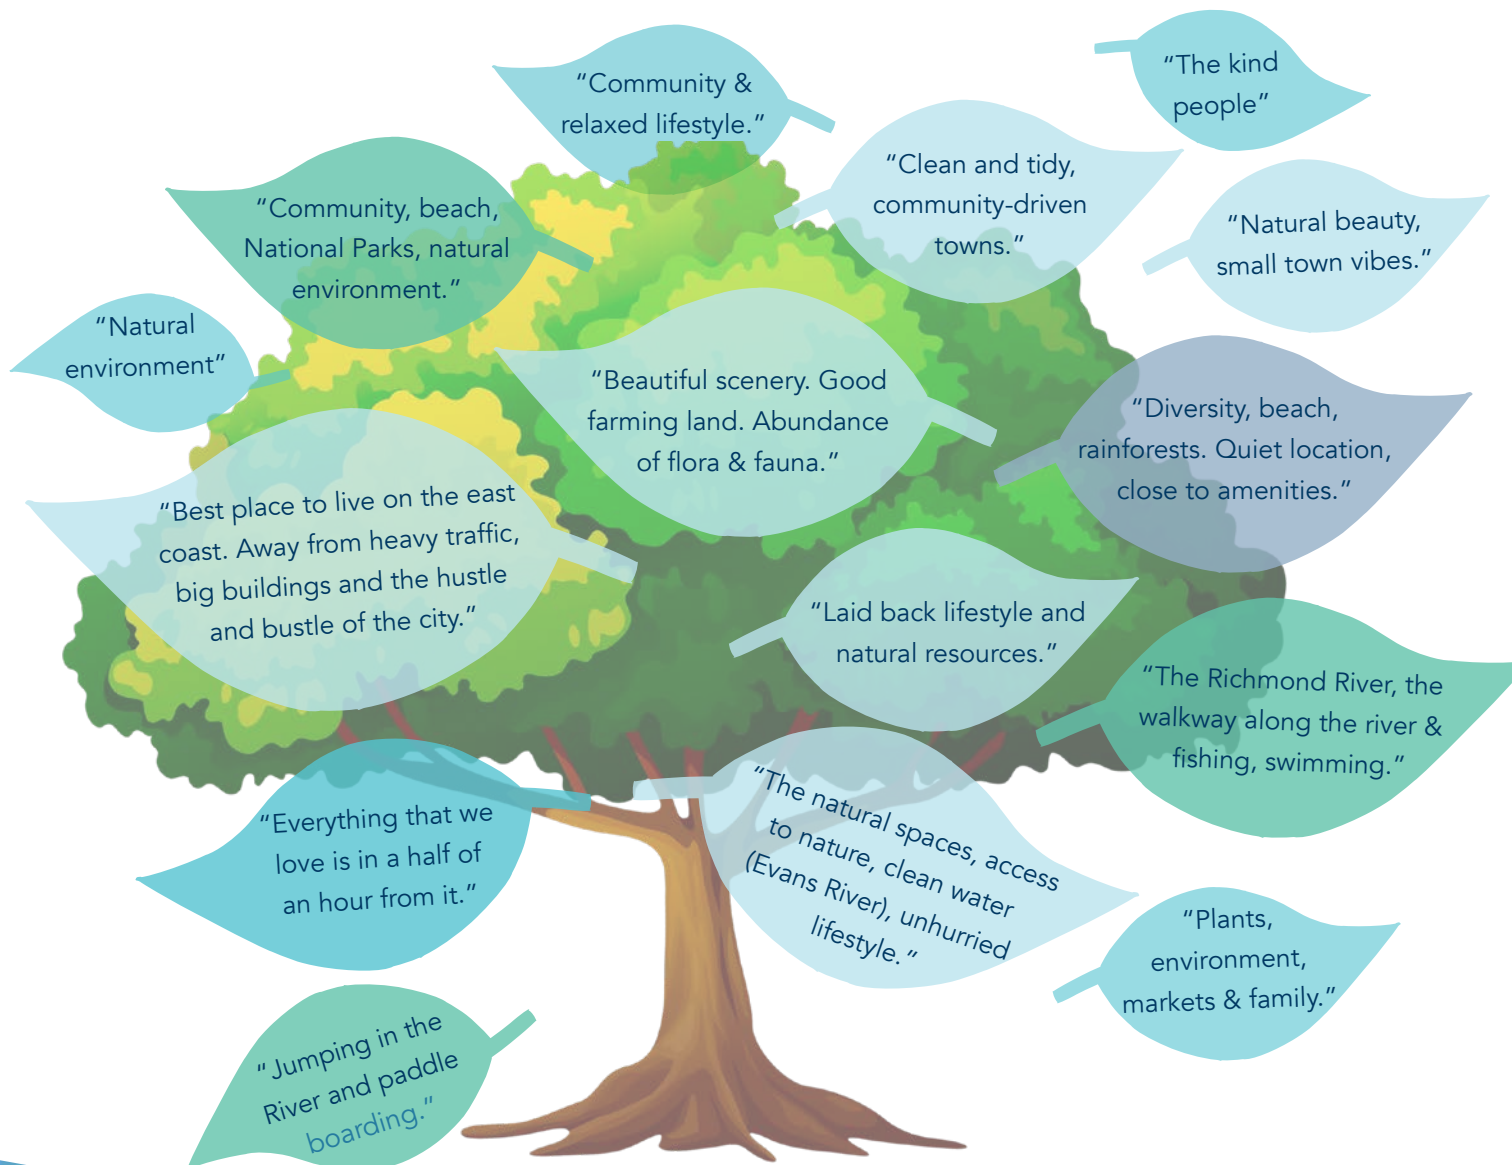 “Community &
relaxed lifestyle.”
“The kind
people”
“Clean and tidy,
community-driven
towns.”
“Community, beach,
National Parks, natural
environment.”
“Natural beauty,
small town vibes.”
“Natural
environment”
“Beautiful scenery. Good
farming land. Abundance
of flora & fauna.”
“Diversity, beach,
rainforests. Quiet location,
close to amenities.”
“Best place to live on the east
coast. Away from heavy traffic,
big buildings and the hustle
and bustle of the city.”
“Laid back lifestyle and
natural resources.”
“The Richmond River, the
walkway along the river &
fishing, swimming.”
“Everything that we
love is in a half of
an hour from it.”
“The natural spaces, access
to nature, clean water
(Evans River), unhurried
lifestyle.”
“Plants,
environment,
markets & family.”
“Jumping in the
River and paddle
boarding.”